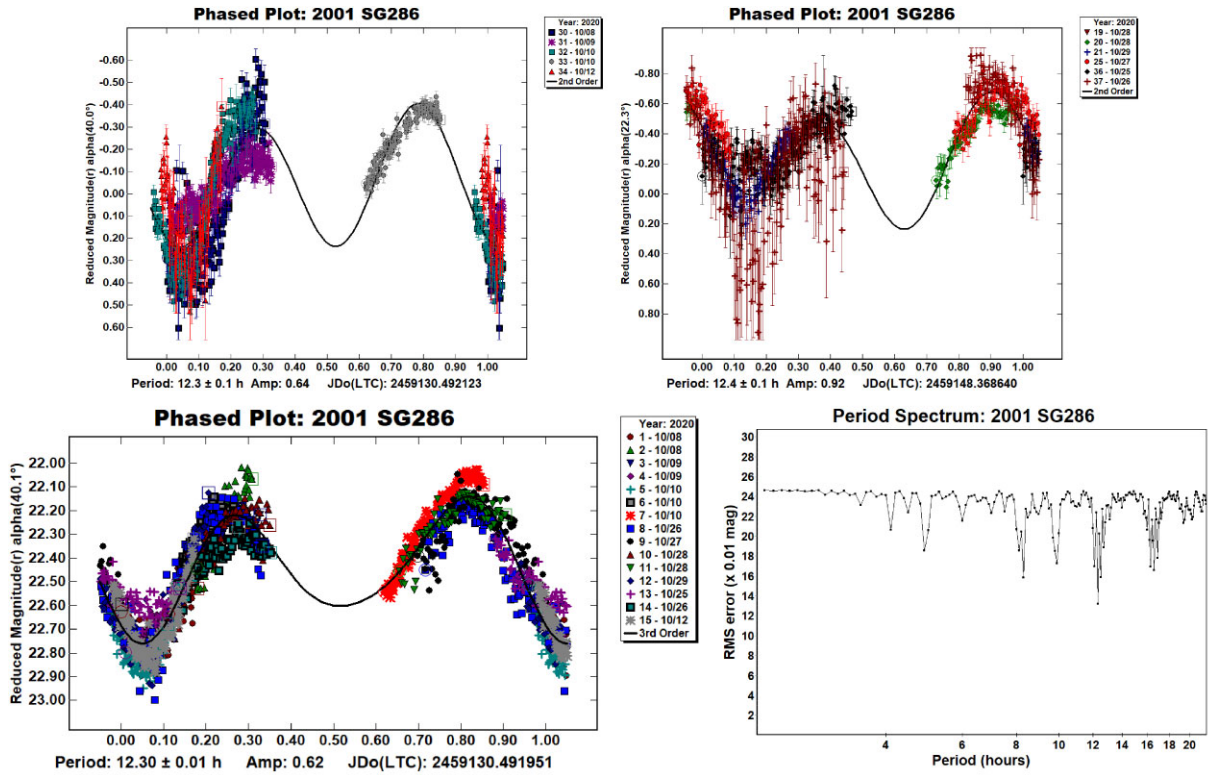 Phased Plot: 2001 SG286
Reduced Magnitude(r) alpha(40.0°)
-0.60
-0.50
-0.40
-0.30
-0.20
-0.10
0.00
0.10
0.20
0.30
0.40
0.50
0.60
0.00 0.10 0.20 0.30 0.40 0.50 0.60 0.70 0.80 0.90 1.00
Period: 12.3 ± 0.1 h Amp: 0.64 JDo(LTC): 2459130.492123
Year: 2020
30 - 10/08
31 - 10/09
32 - 10/10
33 - 10/10
34 - 10/12
2nd Order
Phased Plot: 2001 SG286
Reduced Magnitude(r) alpha(22.3°)
-0.80
-0.60
-0.40
-0.20
0.00
0.20
0.40
0.60
0.80
0.00 0.10 0.20 0.30 0.40 0.50 0.60 0.70 0.80 0.90 1.00
Period: 12.4 ± 0.1 h Amp: 0.92 JDo(LTC): 2459148.368640
Year: 2020
19 - 10/28
20 - 10/28
21 - 10/29
25 - 10/27
36 - 10/25
37 - 10/26
2nd Order
Phased Plot: 2001 SG286
Reduced Magnitude(r) alpha(40.1°)
22.00
22.10
22.20
22.30
22.40
22.50
22.60
22.70
22.80
22.90
23.00
0.00 0.10 0.20 0.30 0.40 0.50 0.60 0.70 0.80 0.90 1.00
Period: 12.30 ± 0.01 h Amp: 0.62 JDo(LTC): 2459130.491951
Year: 2020
1 - 10/08
2 - 10/08
3 - 10/09
4 - 10/09
5 - 10/10
6 - 10/10
7 - 10/10
8 - 10/26
9 - 10/27
10 - 10/28
11 - 10/28
12 - 10/29
13 - 10/25
14 - 10/26
15 - 10/12
3rd Order
Period Spectrum: 2001 SG286
RMS error (x 0.01 mag)
30
28
26
24
22
20
18
16
14
12
10
8
6
4
2
4 6 8 10 12 14 16 18 20
Period (hours)